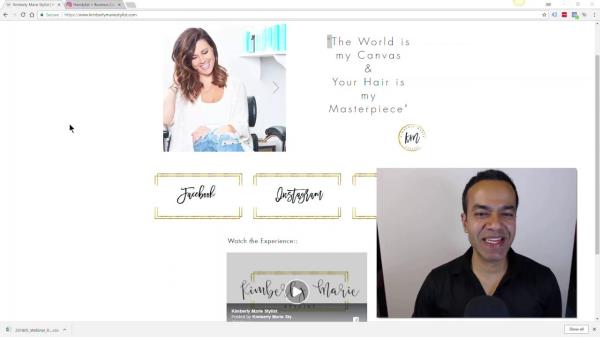 Kimberly Marie Stylist |
Hairstylist + Business Co
Secure
https://www.kimberlymariestylist.com
"The World is
my Canvas
&
Your Hair is
my
Masterpiece"
km
Facebook
Instagram
Watch the Experience::
Kimberly Marie
Kimberly Marie Stylist
Posted by Kimberly Marie Sty..
Show all